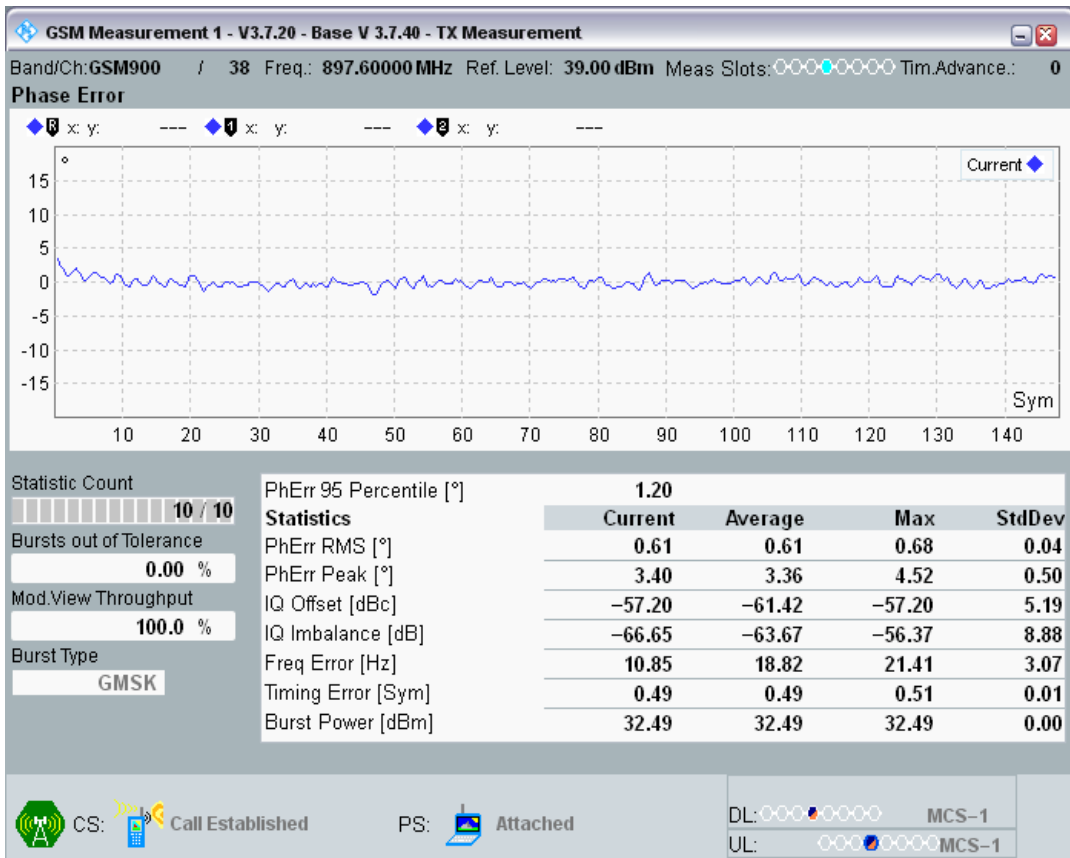 GSM Measurement 1 - V3.7.20 - Base V 3.7.40 - TX Measurement
Band/Ch:GSM900 / 38 Freq.: 897.60000 MHz Ref. Level: 39.00 dBm Meas Slots: Tim.Advance.: 0
Phase Error
R x: y: --- 1 x: y: --- 2 x: y: ---
° Current
15
10
5
0
-5
-10
-15
Sym
10 20 30 40 50 60 70 80 90 100 110 120 130 140
Statistic Count
10 / 10
Bursts out of Tolerance
0.00 %
Mod.View Throughput
100.0 %
Burst Type
GMSK
PhErr 95 Percentile [°] 1.20
Statistics Current Average Max StdDev
PhErr RMS [°] 0.61 0.61 0.68 0.04
PhErr Peak [°] 3.40 3.36 4.52 0.50
IQ Offset [dBc] −57.20 −61.42 −57.20 5.19
IQ Imbalance [dB] −66.65 −63.67 −56.37 8.88
Freq Error [Hz] 10.85 18.82 21.41 3.07
Timing Error [Sym] 0.49 0.49 0.51 0.01
Burst Power [dBm] 32.49 32.49 32.49 0.00
CS: Call Established PS: Attached
DL: MCS−1
UL: MCS−1